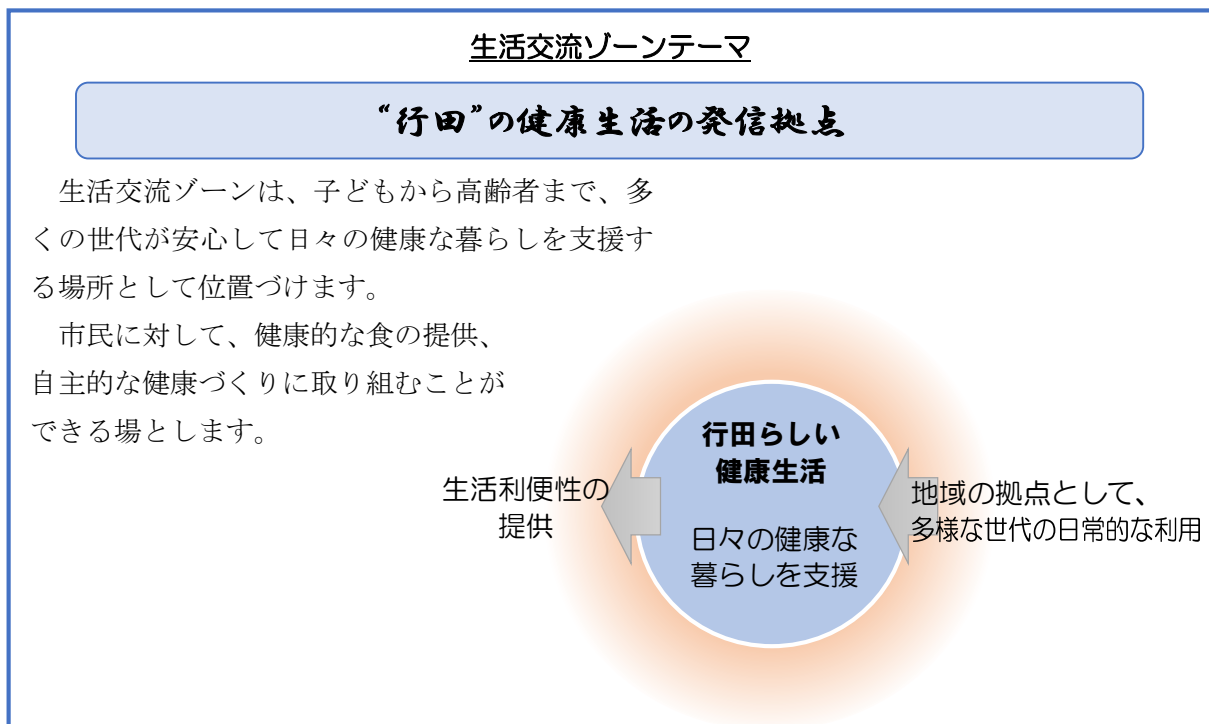 生活交流ゾーンテーマ
“行田”の健康生活の発信拠点
　生活交流ゾーンは、子どもから高齢者まで、多
くの世代が安心して日々の健康な暮らしを支援す
る場所として位置づけます。
　市民に対して、健康的な食の提供、
自主的な健康づくりに取り組むことが
できる場とします。
行田らしい
健康生活
日々の健康な
暮らしを支援
生活利便性の
提供
地域の拠点として、
多様な世代の日常的な利用